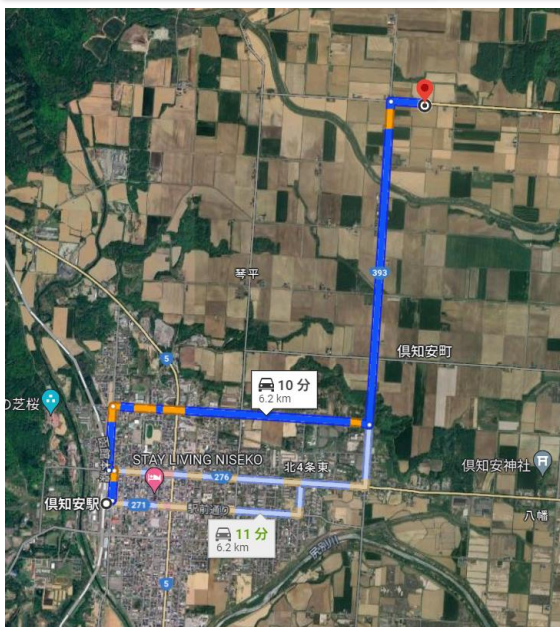 393
琴平
5
倶知安町
10 分
6.2 km
の芝桜
STAY LIVING NISEKO
北4条東
倶知安神社
276
倶知安駅
271
駅前通り
八幡
11 分
6.2 km
5